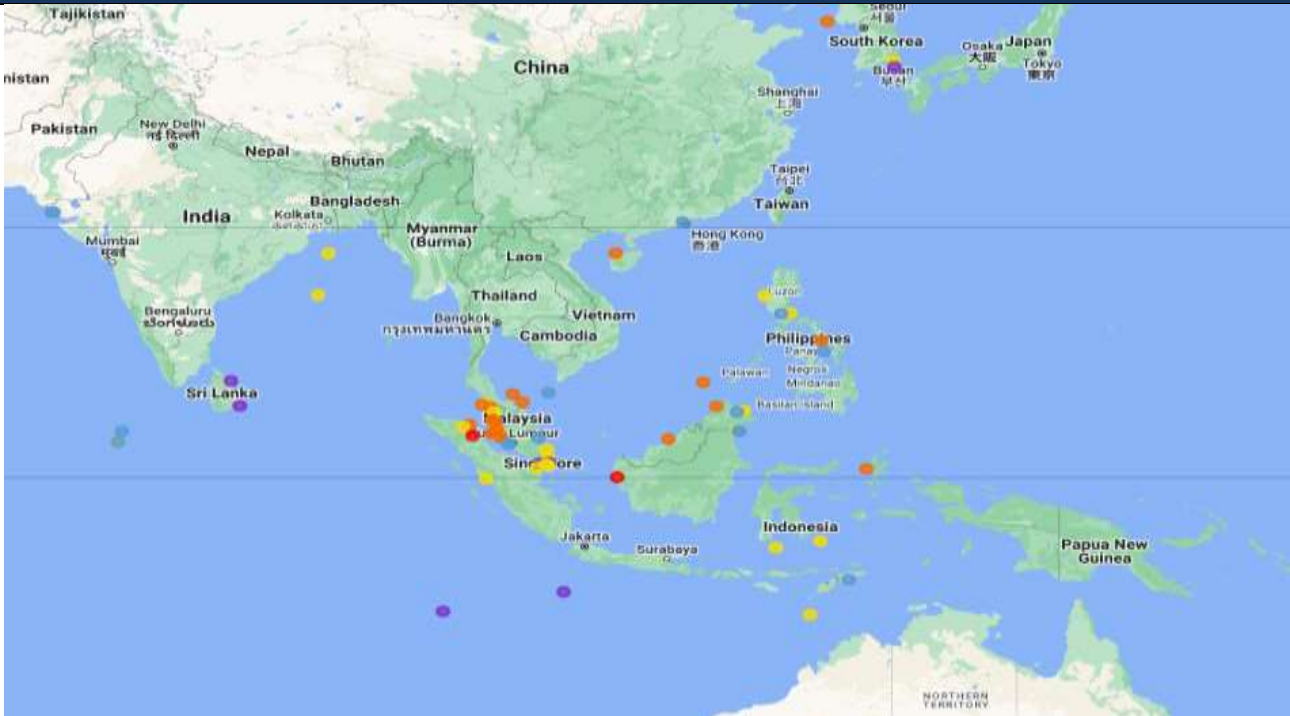 Tajikistan
Seoul
서울
South Korea
Osaka
大阪
Japan
Tokyo
東京
Busan
부산
China
nistan
Shanghai
上海
Pakistan
New Delhi
नई दिल्ली
Nepal
Bhutan
Taipei
台北
Taiwan
Bangladesh
India
Kolkata
Myanmar
(Burma)
Hong Kong
香港
Mumbai
मुंबई
Laos
Thailand
Luzon
Bengaluru
ಬೆಂಗಳೂರು
Bangkok
กรุงเทพมหานคร
Vietnam
Cambodia
Philippines
Panay
Palawan
Negros
Mindanao
Sri Lanka
Basilan Island
Malaysia
Lumpur
Singapore
Indonesia
Jakarta
Surabaya
Papua New
Guinea
NORTHERN
TERRITORY